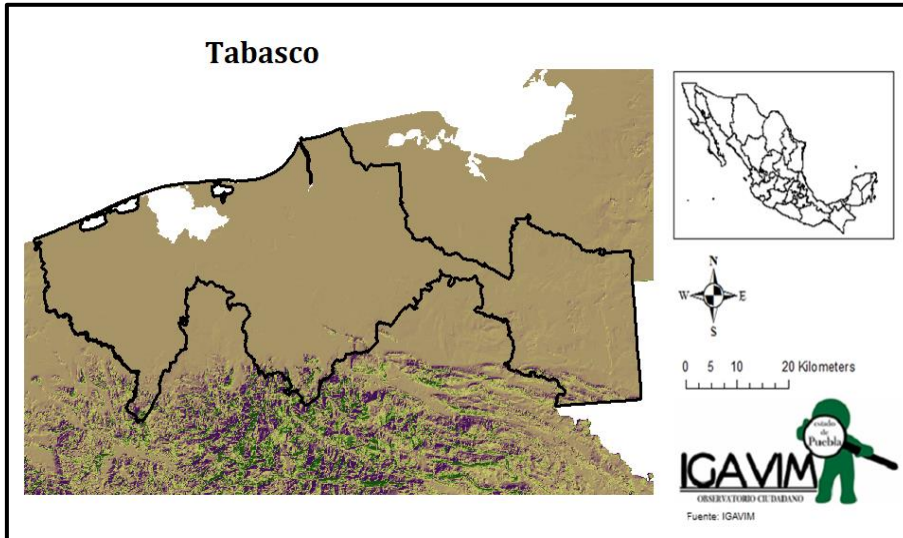 Tabasco
N
W E
S
0 5 10 20 Kilometers
estado
de
Puebla
IGAVIM
OBSERVATORIO CIUDADANO
Fuente: IGAVIM